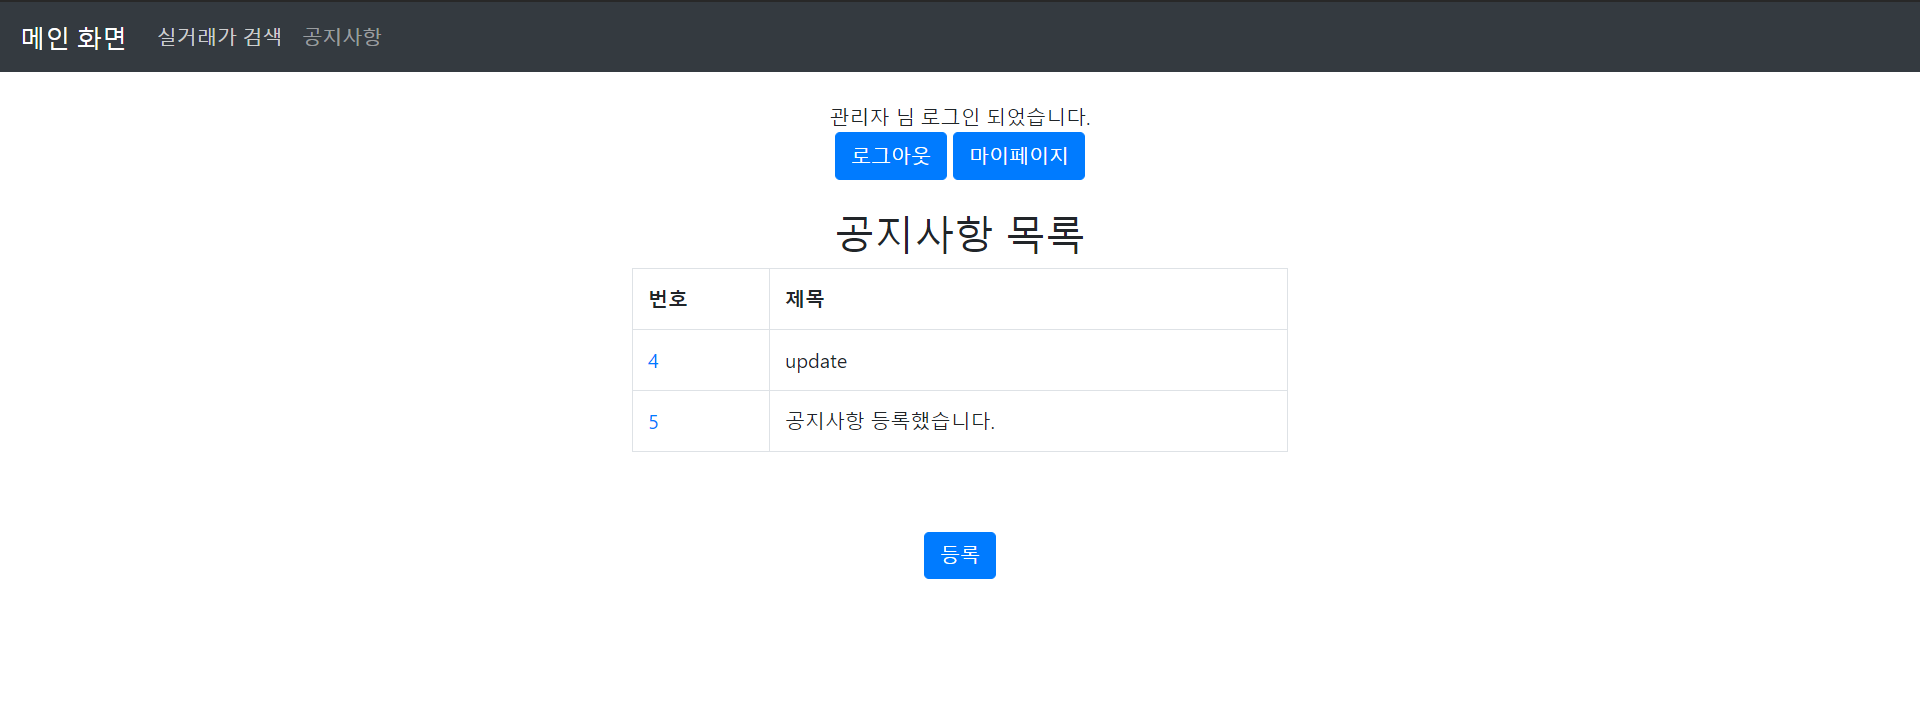 메인 화면 실거래가 검색 공지사항
관리자 님 로그인 되었습니다.
로그아웃 마이페이지
공지사항 목록
번호 제목
4 update
5 공지사항 등록했습니다.
등록